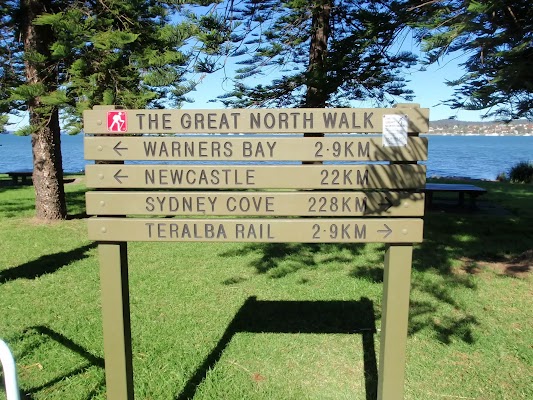 THE GREAT NORTH WALK
← WARNERS BAY 2·9KM
← NEWCASTLE 22KM
SYDNEY COVE 228KM →
TERALBA RAIL 2·9KM →